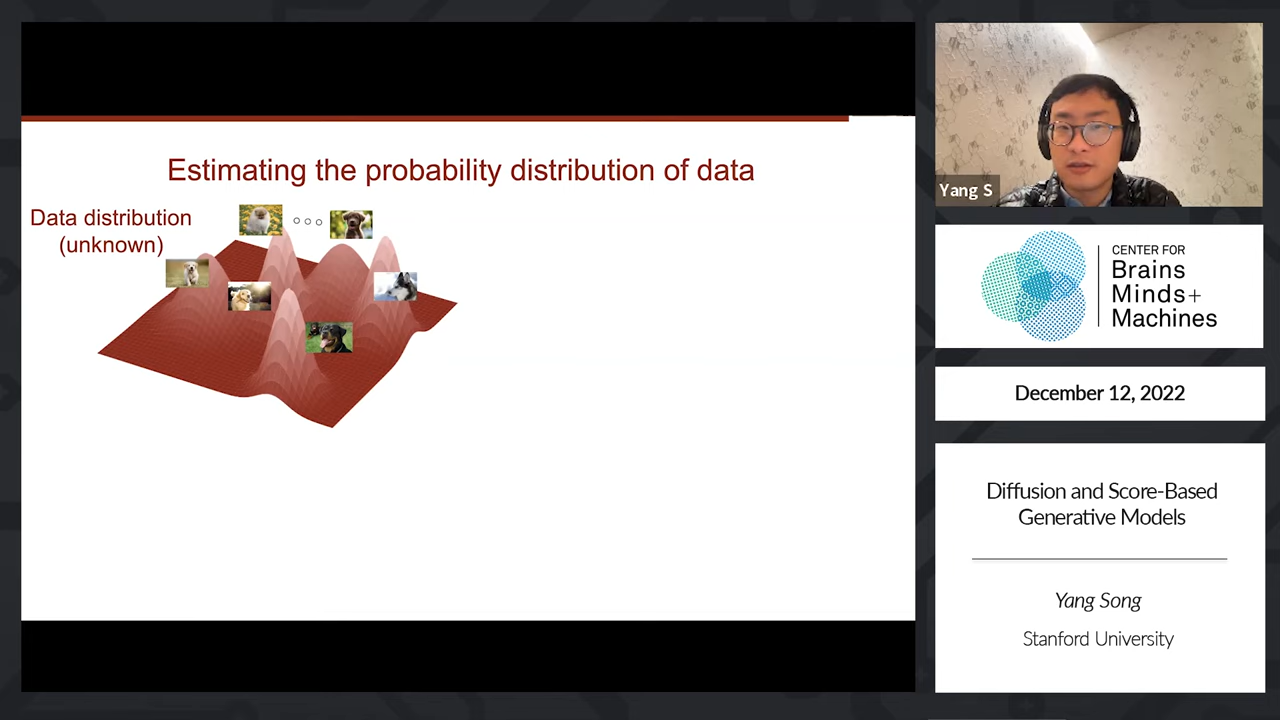 Estimating the probability distribution of data
Data distribution
(unknown)
Yang S
CENTER FOR
Brains
Minds+
Machines
December 12, 2022
Diffusion and Score-Based
Generative Models
Yang Song
Stanford University